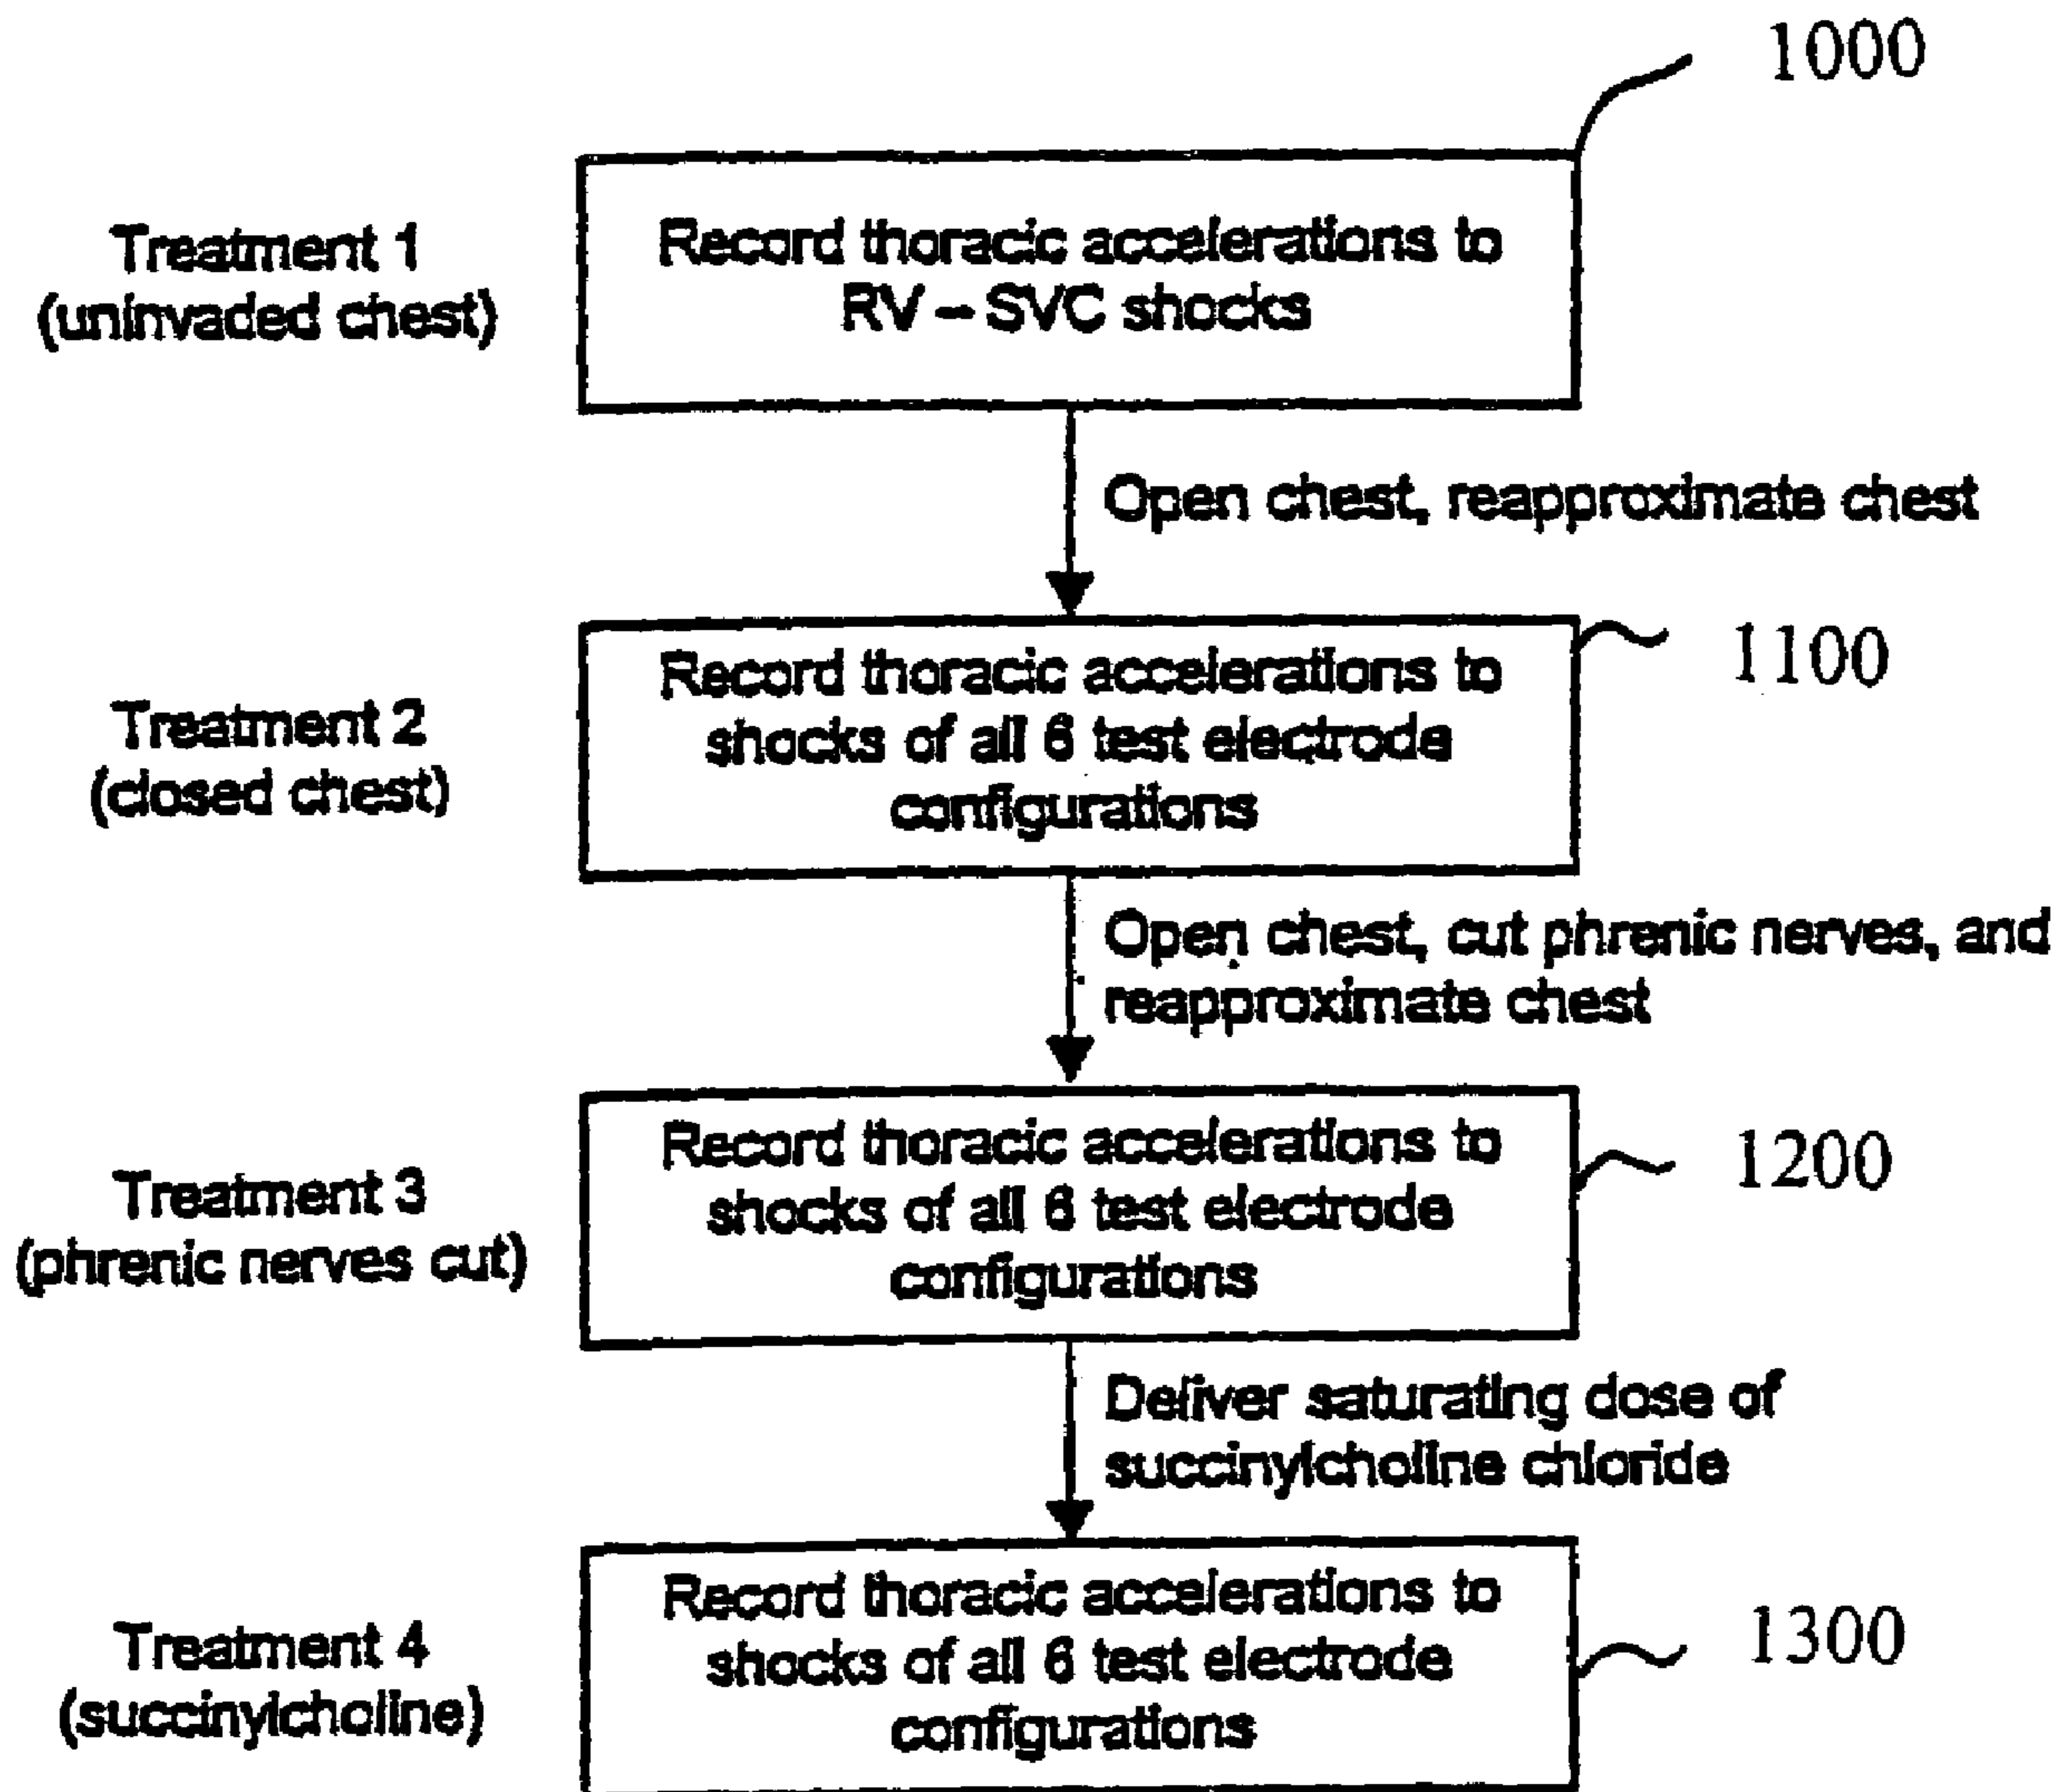 1000
Treatment 1
(uninvaded chest)
Record thoracic accelerations to
RV – SVC shocks
Open chest, reapproximate chest
1100
Treatment 2
(closed chest)
Record thoracic accelerations to
shocks of all 6 test electrode
configurations
Open chest, cut phrenic nerves, and
reapproximate chest
1200
Treatment 3
(phrenic nerves cut)
Record thoracic accelerations to
shocks of all 6 test electrode
configurations
Deliver saturating dose of
succinylcholine chloride
1300
Treatment 4
(succinylcholine)
Record thoracic accelerations to
shocks of all 6 test electrode
configurations